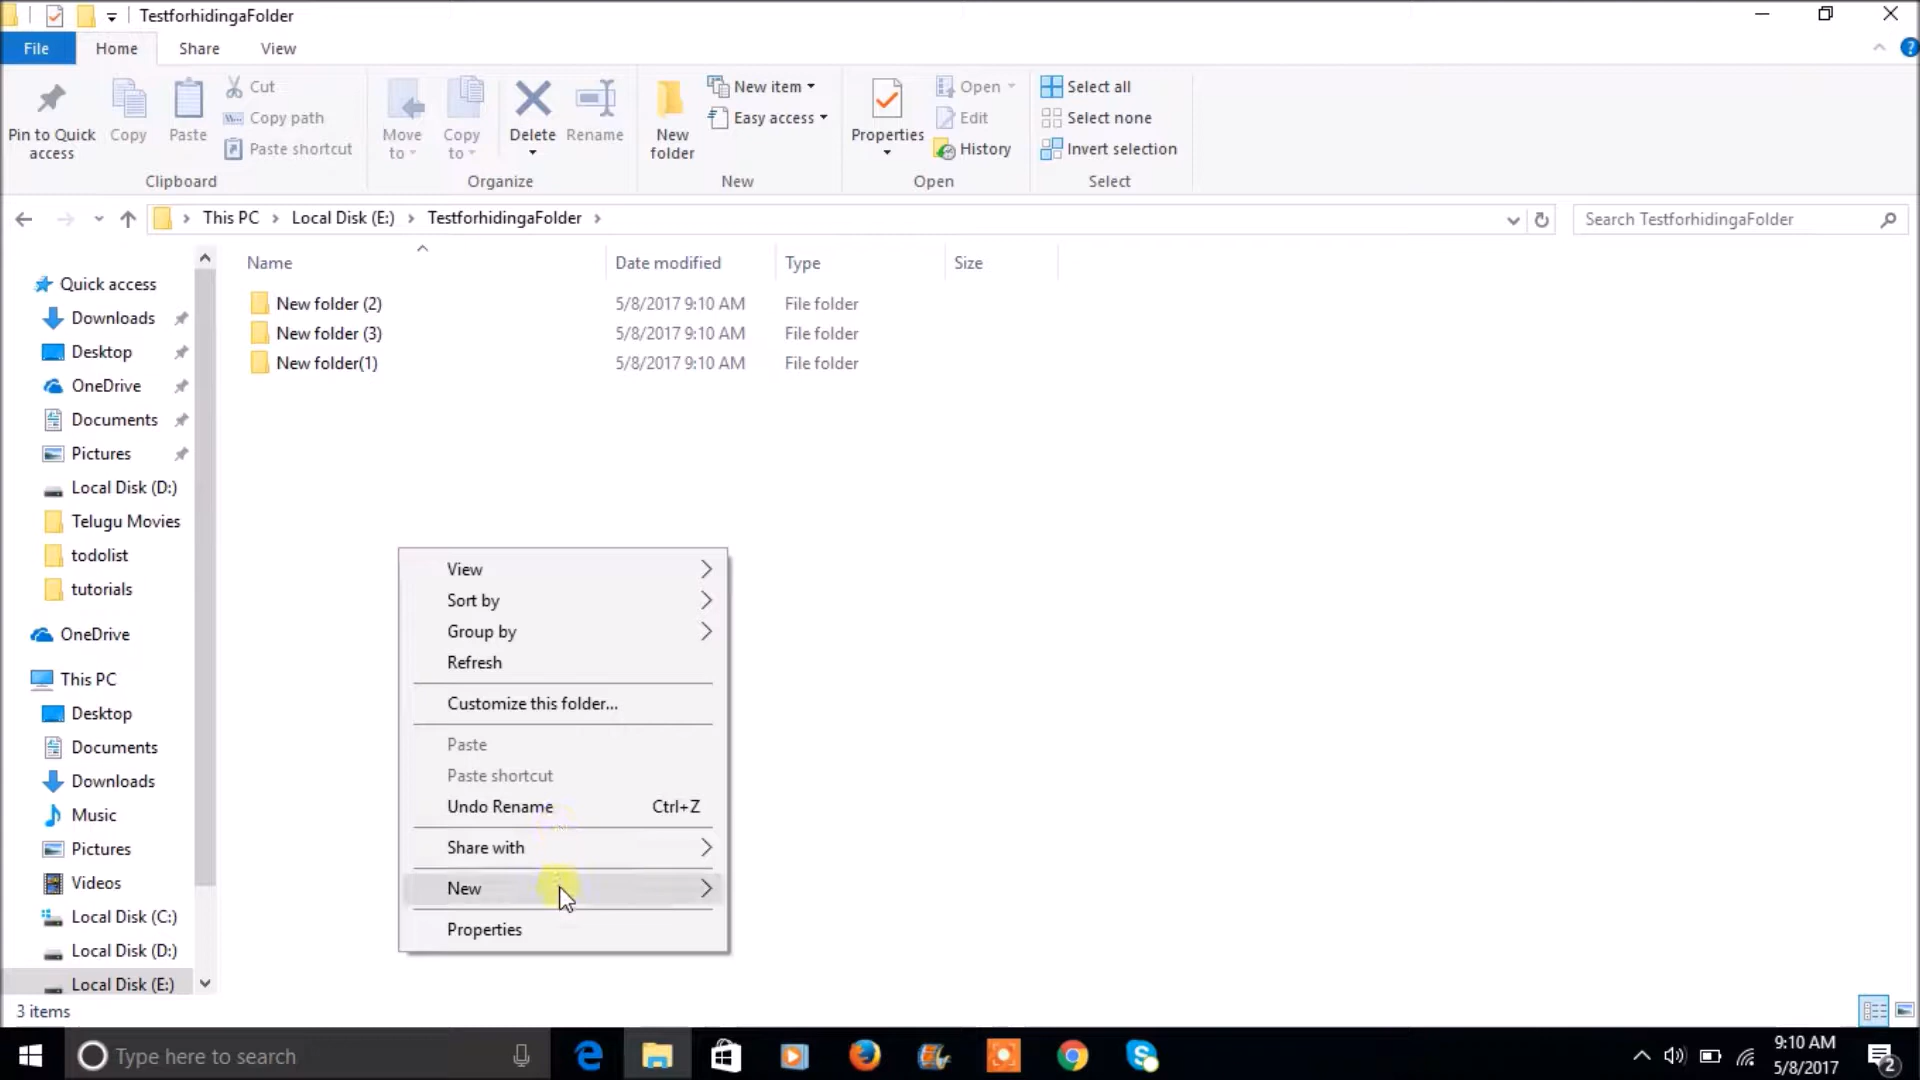 TestforhidingaFolder
File Home Share View
Pin to Quick access
Copy
Paste
Cut
Copy path
Paste shortcut
Clipboard
Move to
Copy to
Delete
Rename
Organize
New folder
New item
Easy access
New
Properties
Open
Edit
History
Open
Select all
Select none
Invert selection
Select
This PC > Local Disk (E:) > TestforhidingaFolder >
Search TestforhidingaFolder
Name Date modified Type Size
New folder (2) 5/8/2017 9:10 AM File folder
New folder (3) 5/8/2017 9:10 AM File folder
New folder(1) 5/8/2017 9:10 AM File folder
Quick access
Downloads
Desktop
OneDrive
Documents
Pictures
Local Disk (D:)
Telugu Movies
todolist
tutorials
OneDrive
This PC
Desktop
Documents
Downloads
Music
Pictures
Videos
Local Disk (C:)
Local Disk (D:)
Local Disk (E:)
View
Sort by
Group by
Refresh
Customize this folder...
Paste
Paste shortcut
Undo Rename Ctrl+Z
Share with
New
Properties
3 items
Type here to search
9:10 AM
5/8/2017
2